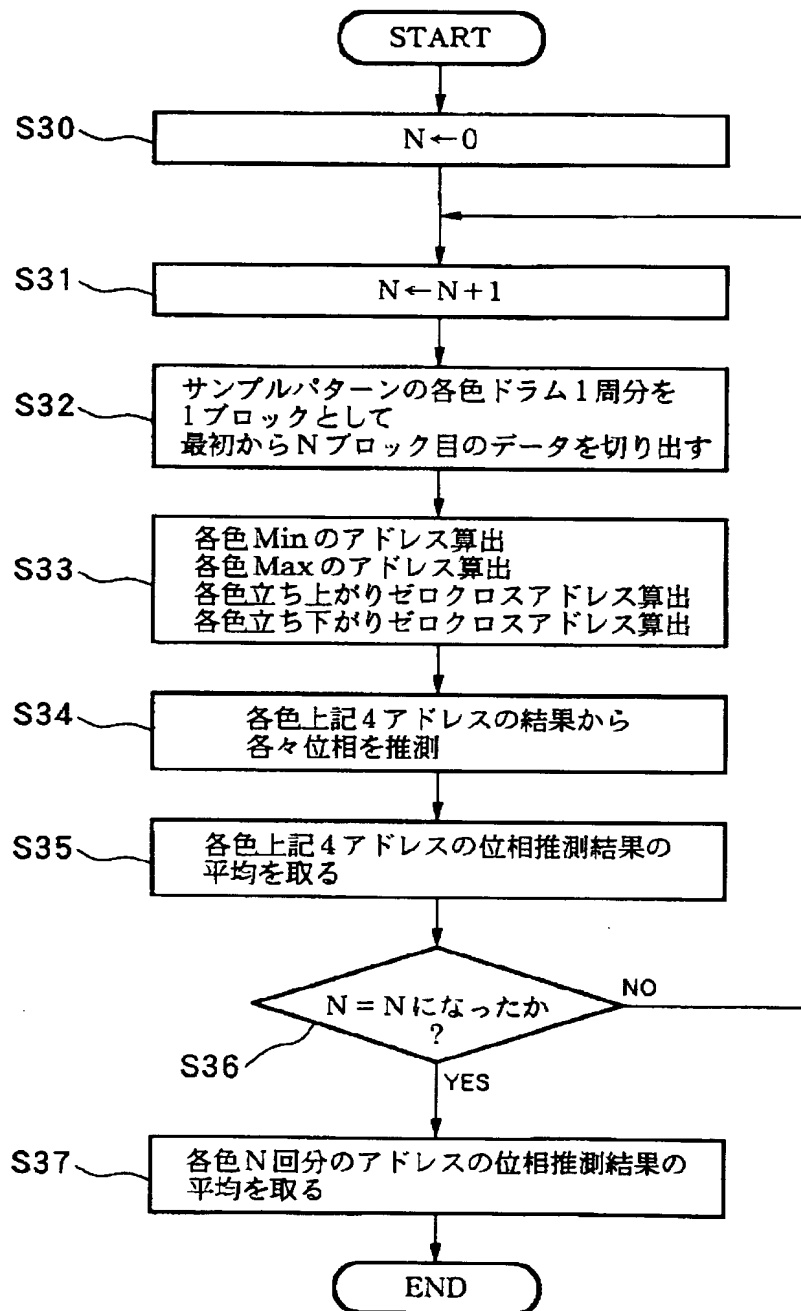 START
S30
N←0
S31
N←N+1
S32
サンプルパターンの各色ドラム1周分を
1ブロックとして
最初からNブロック目のデータを切り出す
S33
各色Minのアドレス算出
各色Maxのアドレス算出
各色立ち上がりゼロクロスアドレス算出
各色立ち下がりゼロクロスアドレス算出
S34
各色上記4アドレスの結果から
各々位相を推測
S35
各色上記4アドレスの位相推測結果の
平均を取る
S36
N=Nになったか
?
NO
YES
S37
各色N回分のアドレスの位相推測結果の
平均を取る
END